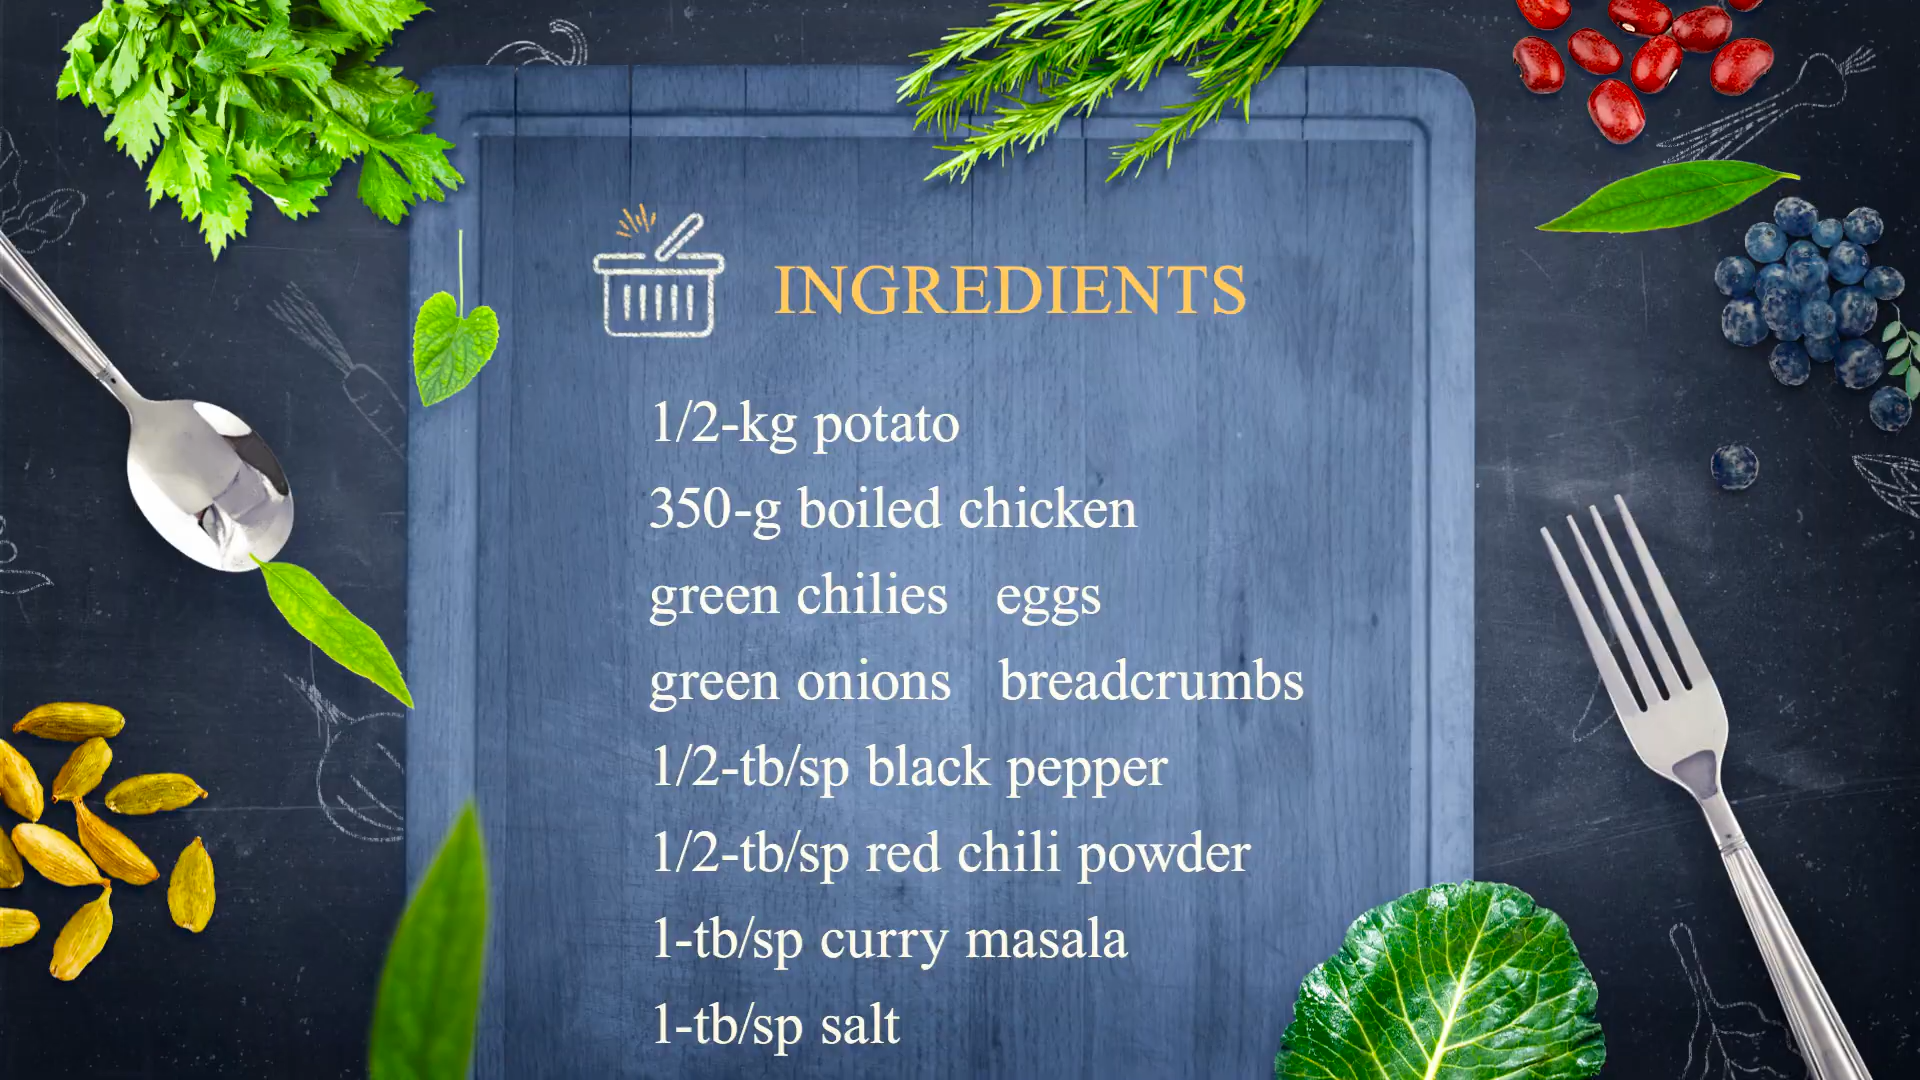 INGREDIENTS
1/2-kg potato
350-g boiled chicken
green chilies   eggs
green onions   breadcrumbs
1/2-tb/sp black pepper
1/2-tb/sp red chili powder
1-tb/sp curry masala
1-tb/sp salt